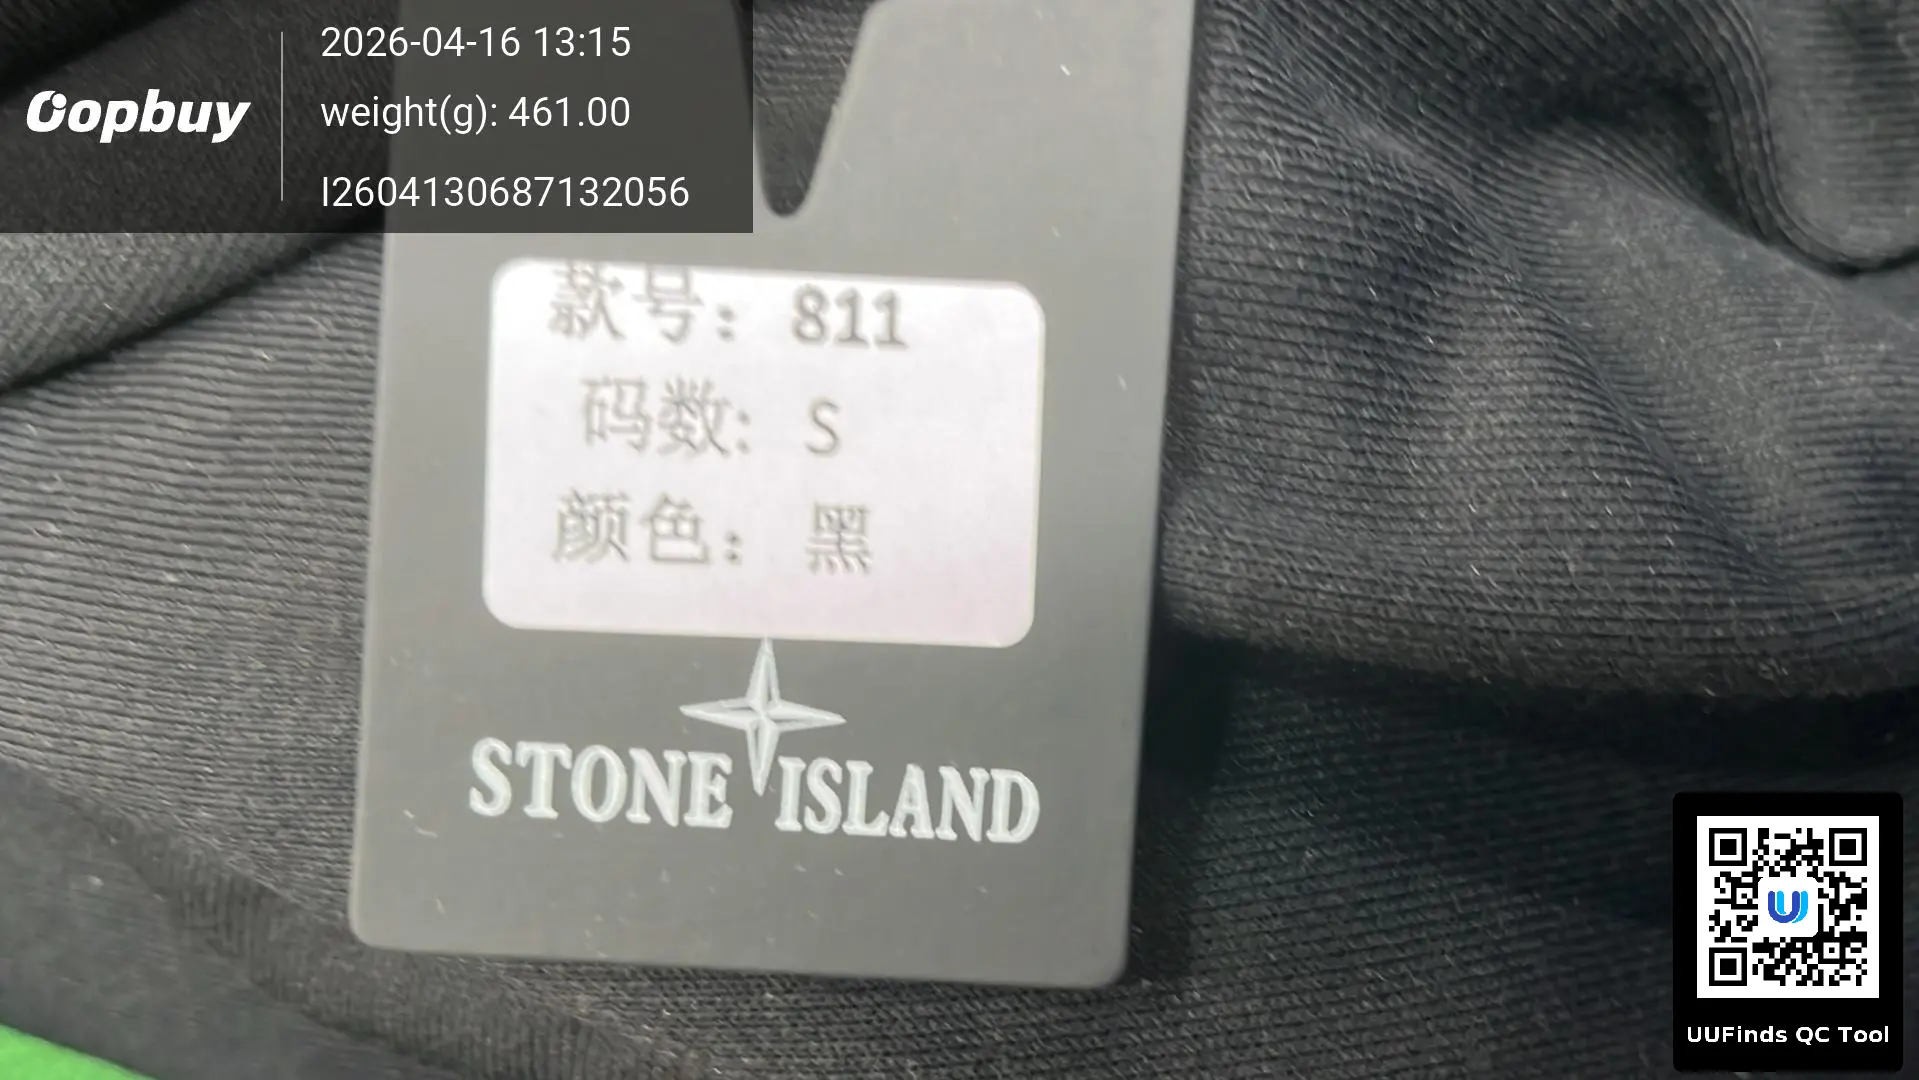 Oopbuy
2026-04-16 13:15
weight(g): 461.00
I2604130687132056
款号: 811
码数: S
颜色: 黑
STONE ISLAND
UUFinds QC Tool